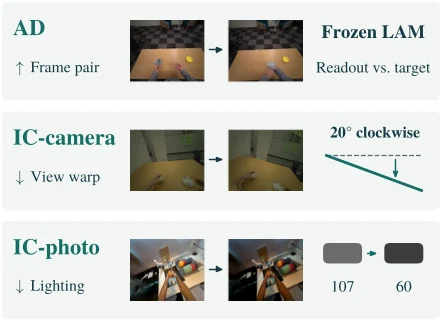 AD
↑ Frame pair
Frozen LAM
Readout vs. target
IC-camera
↓ View warp
20° clockwise
IC-photo
↓ Lighting
107
60